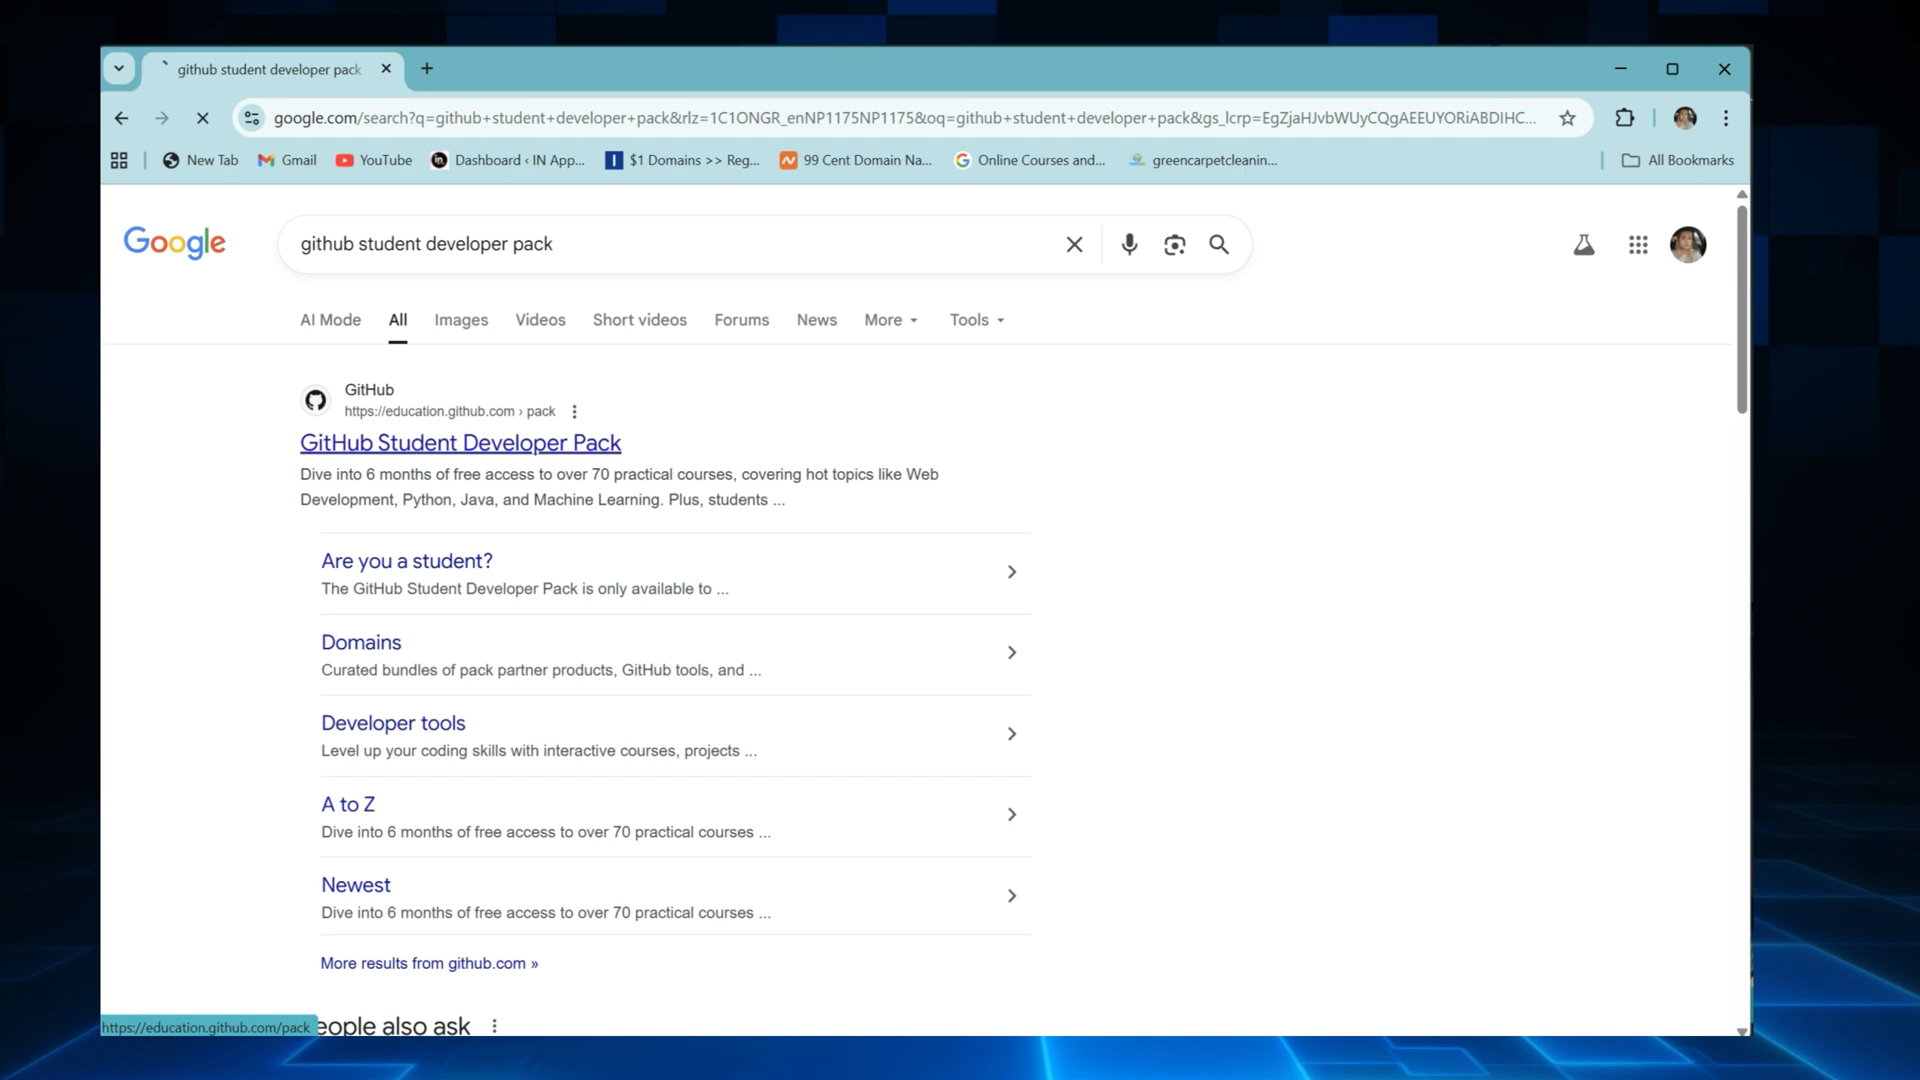 github student developer pack
google.com/search?q=github+student+developer+pack&rlz=1C1ONGR_enNP1175NP1175&oq=github+student+developer+pack&gs_lcrp=EgZjaHJvbWUyCQgAEEUYORiABDIHC...
New Tab Gmail YouTube Dashboard ‹ IN App... $1 Domains >> Reg... 99 Cent Domain Na... Online Courses and... greencarpetcleanin... All Bookmarks
Google
github student developer pack
AI Mode All Images Videos Short videos Forums News More Tools
GitHub
https://education.github.com › pack
GitHub Student Developer Pack
Dive into 6 months of free access to over 70 practical courses, covering hot topics like Web
Development, Python, Java, and Machine Learning. Plus, students ...
Are you a student?
The GitHub Student Developer Pack is only available to ...
Domains
Curated bundles of pack partner products, GitHub tools, and ...
Developer tools
Level up your coding skills with interactive courses, projects ...
A to Z
Dive into 6 months of free access to over 70 practical courses ...
Newest
Dive into 6 months of free access to over 70 practical courses ...
More results from github.com »
eople also ask
https://education.github.com/pack